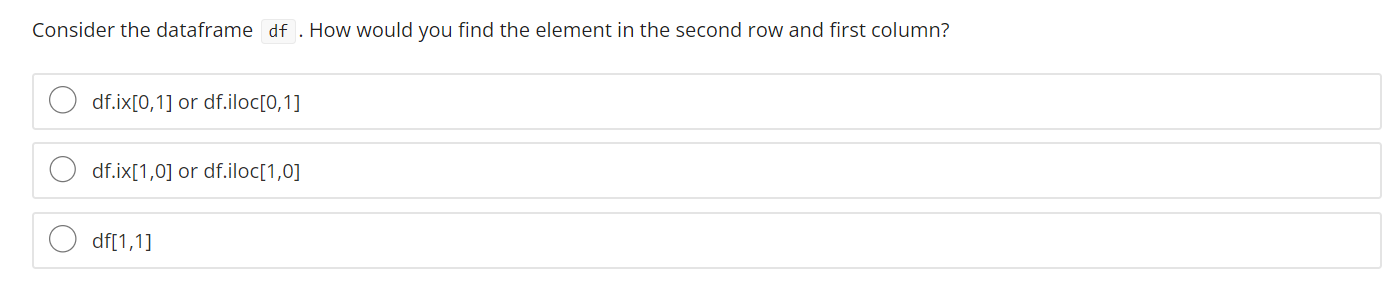 Consider the dataframe df . How would you find the element in the second row and first column?
df.ix[0,1] or df.iloc[0,1]
df.ix[1,0] or df.iloc[1,0]
df[1,1]